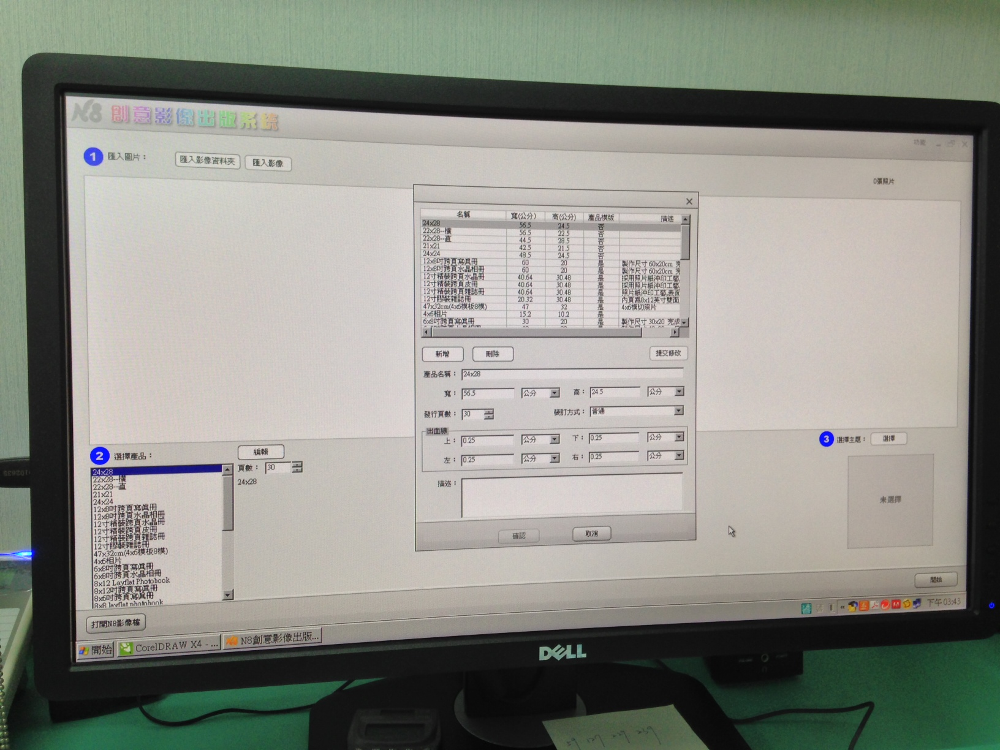 N8 創意影像出版系統
功能
1 匯入圖片： 匯入影像資料夾 匯入影像
0張照片
名稱 寬(公分) 高(公分) 產品模版 描述
24x28 56.5 24.5 否
22x28--橫 56.5 22.5 否
22x28--直 44.5 28.5 否
21x21 42.5 21.5 否
24x24 48.5 24.5 否
12x8吋跨頁寫真冊 60 20 是 製作尺寸 60x20cm
12x8吋跨頁水晶相冊 60 20 是 製作尺寸 60x20cm
12寸精裝跨頁水晶冊 40.64 30.48 是 採用照片紙沖印工藝,
12寸精裝跨頁皮冊 40.64 30.48 是 採用照片紙沖印工藝,
12寸精裝跨頁雜誌冊 40.64 30.48 是 照片紙沖印工藝,表面
12寸膠裝雜誌冊 20.32 30.48 是 內頁為8x12英寸雙面
47x32cm(4x6模板8模) 47 32 是 4x6模切照片
4x6相片 15.2 10.2 是
6x8吋跨頁寫真冊 30 20 是 製作尺寸 30x20 完成
新增 刪除 提交修改
產品名稱： 24x28
寬： 56.5 公分 高： 24.5 公分
發行頁數： 30 裝訂方式： 普通
出血線
上： 0.25 公分 下： 0.25 公分
左： 0.25 公分 右： 0.25 公分
描述：
確認 取消
2 選擇產品： 編輯
頁數： 30
24x28
24x28
22x28--橫
22x28--直
21x21
24x24
12x8吋跨頁寫真冊
12x8吋跨頁水晶相冊
12寸精裝跨頁水晶冊
12寸精裝跨頁皮冊
12寸精裝跨頁雜誌冊
12寸膠裝雜誌冊
47x32cm(4x6模板8模)
4x6相片
6x8吋跨頁寫真冊
6x8吋跨頁水晶相冊
8x12 Layflat Photobook
8x12吋跨頁寫真冊
8x6吋跨頁寫真冊
8x8 layflat photobook
3 選擇主題： 選擇
未選擇
開始
打開N8影像檔
開始 CorelDRAW X4 - ... N8創意影像出版... 下午 03:43
DELL